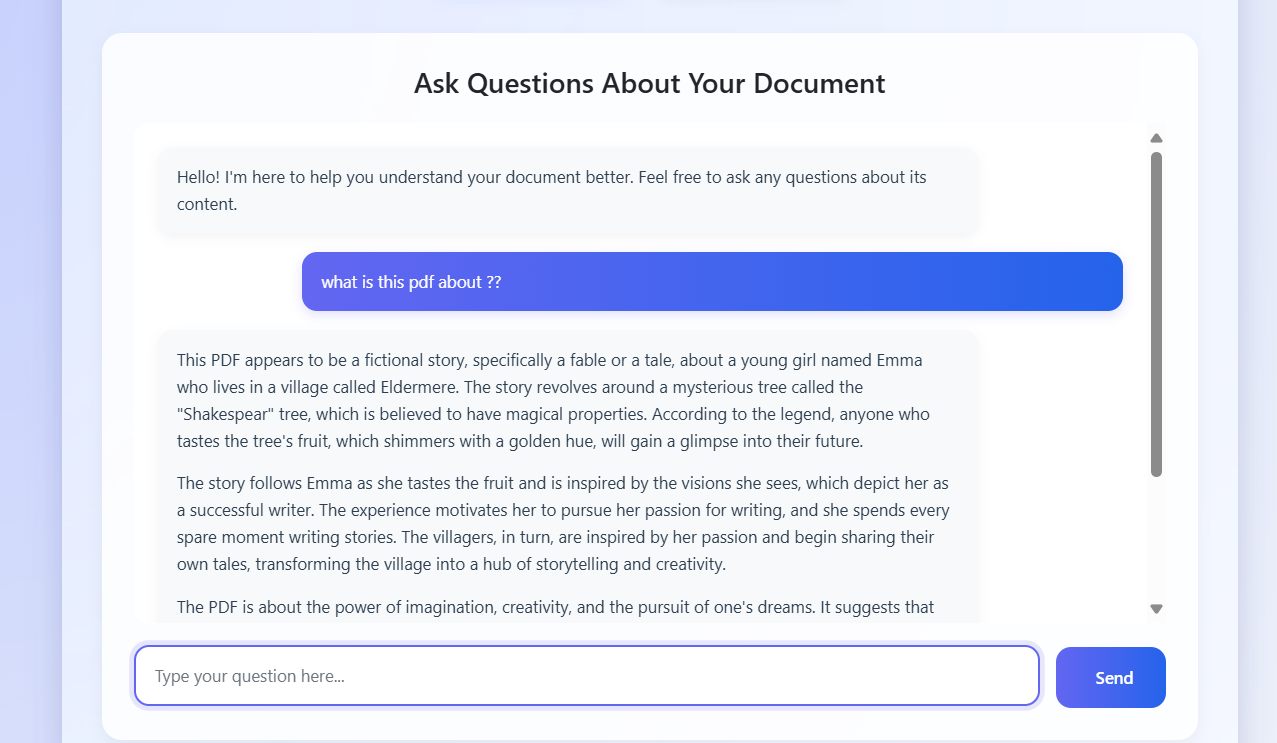 Ask Questions About Your Document
Hello! I'm here to help you understand your document better. Feel free to ask any questions about its
content.
what is this pdf about ??
This PDF appears to be a fictional story, specifically a fable or a tale, about a young girl named Emma
who lives in a village called Eldermere. The story revolves around a mysterious tree called the
"Shakespear" tree, which is believed to have magical properties. According to the legend, anyone who
tastes the tree's fruit, which shimmers with a golden hue, will gain a glimpse into their future.
The story follows Emma as she tastes the fruit and is inspired by the visions she sees, which depict her as
a successful writer. The experience motivates her to pursue her passion for writing, and she spends every
spare moment writing stories. The villagers, in turn, are inspired by her passion and begin sharing their
own tales, transforming the village into a hub of storytelling and creativity.
The PDF is about the power of imagination, creativity, and the pursuit of one's dreams. It suggests that
Type your question here...
Send